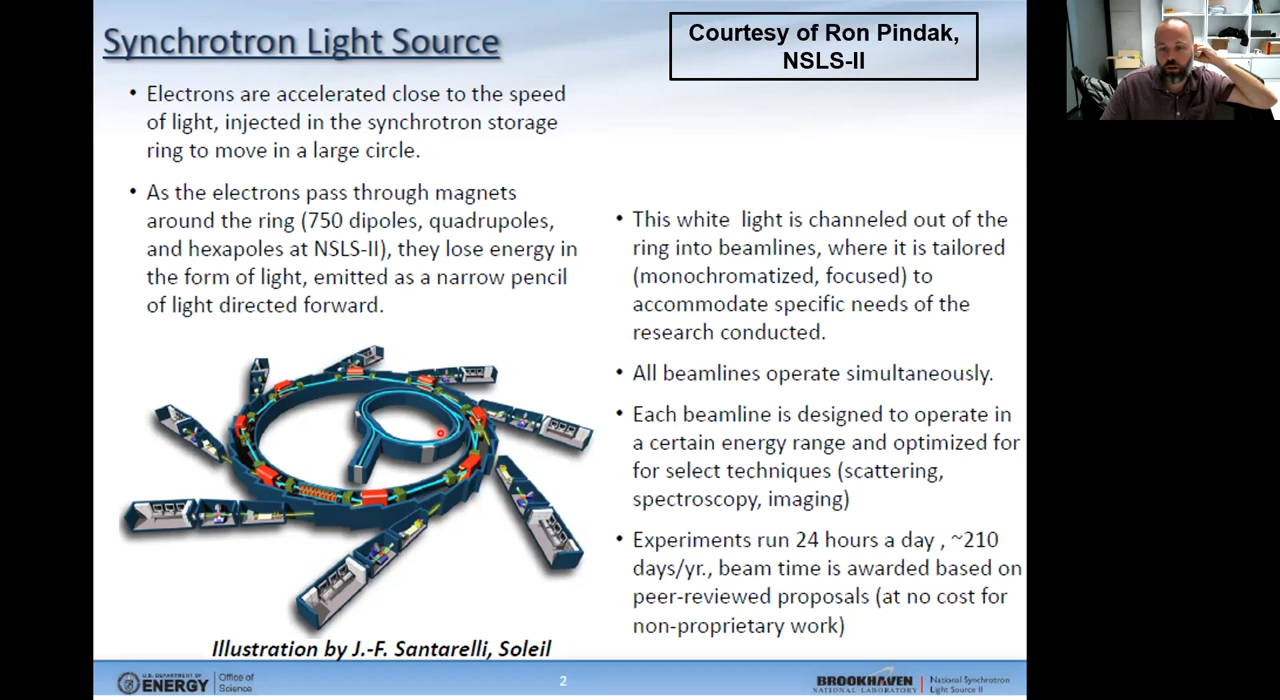 Synchrotron Light Source
Courtesy of Ron Pindak,
NSLS-II
• Electrons are accelerated close to the speed
of light, injected in the synchrotron storage
ring to move in a large circle.
• As the electrons pass through magnets
around the ring (750 dipoles, quadrupoles,
and hexapoles at NSLS-II), they lose energy in
the form of light, emitted as a narrow pencil
of light directed forward.
• This white light is channeled out of the
ring into beamlines, where it is tailored
(monochromatized, focused) to
accommodate specific needs of the
research conducted.
• All beamlines operate simultaneously.
• Each beamline is designed to operate in
a certain energy range and optimized for
for select techniques (scattering,
spectroscopy, imaging)
• Experiments run 24 hours a day , ~210
days/yr., beam time is awarded based on
peer-reviewed proposals (at no cost for
non-proprietary work)
Illustration by J.-F. Santarelli, Soleil
U.S. DEPARTMENT OF
ENERGY
Office of
Science
2
BROOKHAVEN
NATIONAL LABORATORY
National Synchrotron
Light Source II